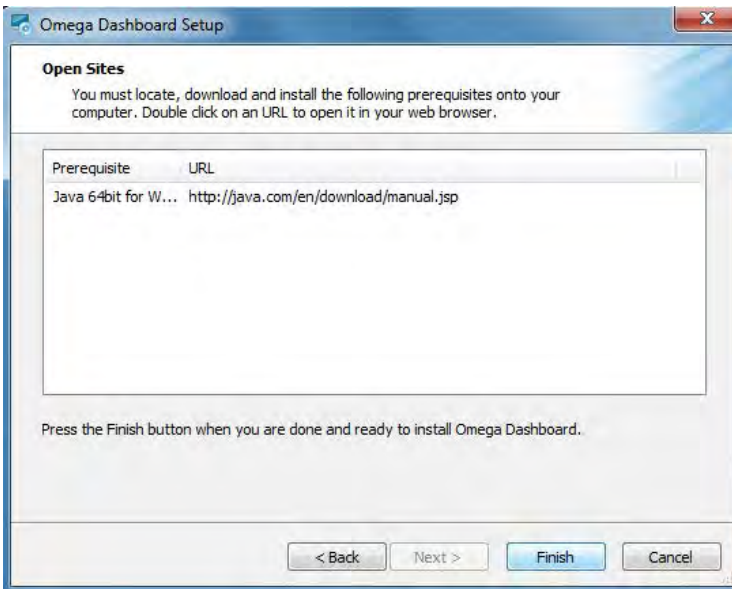 Omega Dashboard Setup
Open Sites
You must locate, download and install the following prerequisites onto your
computer. Double click on an URL to open it in your web browser.
Prerequisite URL
Java 64bit for W... http://java.com/en/download/manual.jsp
Press the Finish button when you are done and ready to install Omega Dashboard.
< Back Next > Finish Cancel